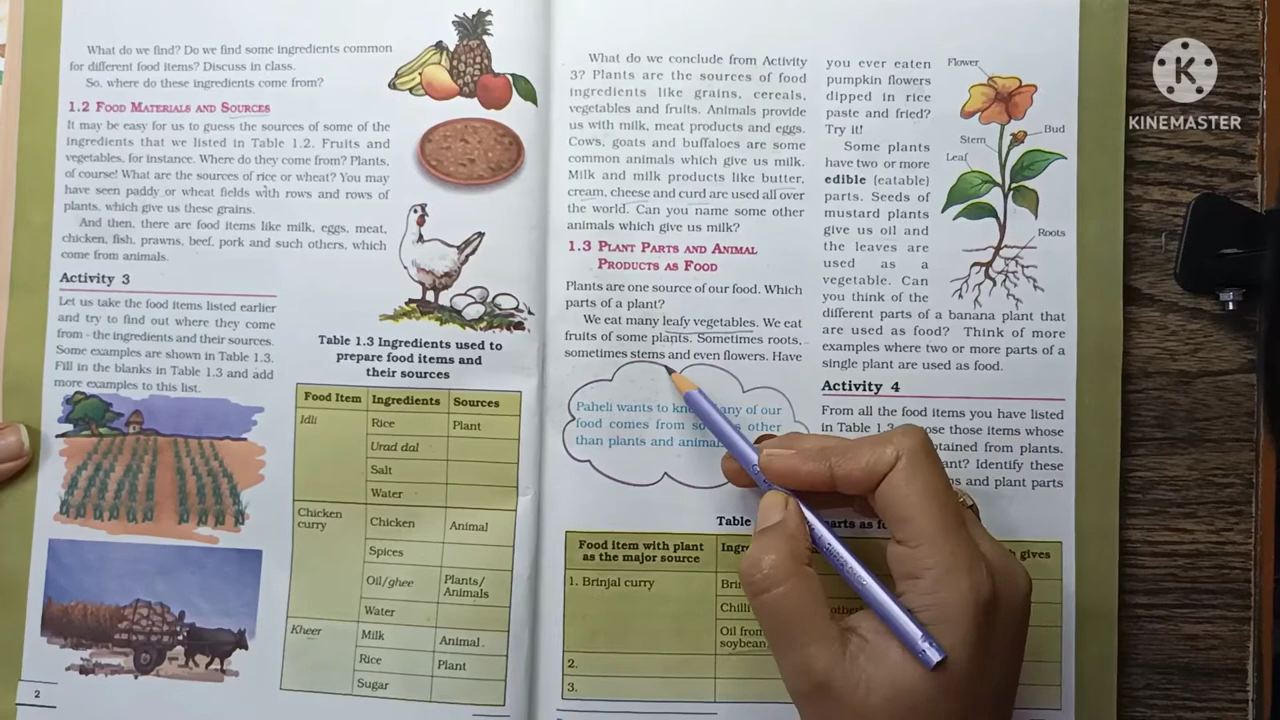 What do we find? Do we find some ingredients common
for different food items? Discuss in class.
So, where do these ingredients come from?
1.2 FOOD MATERIALS AND SOURCES
It may be easy for us to guess the sources of some of the
ingredients that we listed in Table 1.2. Fruits and
vegetables, for instance. Where do they come from? Plants,
of course! What are the sources of rice or wheat? You may
have seen paddy or wheat fields with rows and rows of
plants, which give us these grains.
And then, there are food items like milk, eggs, meat,
chicken, fish, prawns, beef, pork and such others, which
come from animals.
Activity 3
Let us take the food items listed earlier
and try to find out where they come
from - the ingredients and their sources.
Some examples are shown in Table 1.3.
Fill in the blanks in Table 1.3 and add
more examples to this list.
Table 1.3 Ingredients used to
prepare food items and
their sources
Food Item Ingredients Sources
Idli Rice Plant
Urad dal
Salt
Water
Chicken curry Chicken Animal
Spices
Oil/ghee Plants/
Animals
Water
Kheer Milk Animal
Rice Plant
Sugar
2
What do we conclude from Activity
3? Plants are the sources of food
ingredients like grains, cereals,
vegetables and fruits. Animals provide
us with milk, meat products and eggs.
Cows, goats and buffaloes are some
common animals which give us milk.
Milk and milk products like butter,
cream, cheese and curd are used all over
the world. Can you name some other
animals which give us milk?
1.3 PLANT PARTS AND ANIMAL
PRODUCTS AS FOOD
Plants are one source of our food. Which
parts of a plant?
We eat many leafy vegetables. We eat
fruits of some plants. Sometimes roots,
sometimes stems and even flowers. Have
Paheli wants to any of our
food comes from other
than plants and
you ever eaten
pumpkin flowers
dipped in rice
paste and fried?
Try it!
Some plants
have two or more
edible (eatable)
parts. Seeds of
mustard plants
give us oil and
the leaves are
used as a
vegetable. Can
you think of the
different parts of a banana plant that
are used as food? Think of more
examples where two or more parts of a
single plant are used as food.
Flower
Bud
Stem
Leaf
Roots
Activity 4
From all the food items you have listed
in Table 1.3, those items whose
obtained from plants.
Identify these
and plant parts
Table parts as
Food item with plant
as the major source
gives
1. Brinjal curry
Chilli
Oil from
soybean
2.
3.
K
KINEMASTER